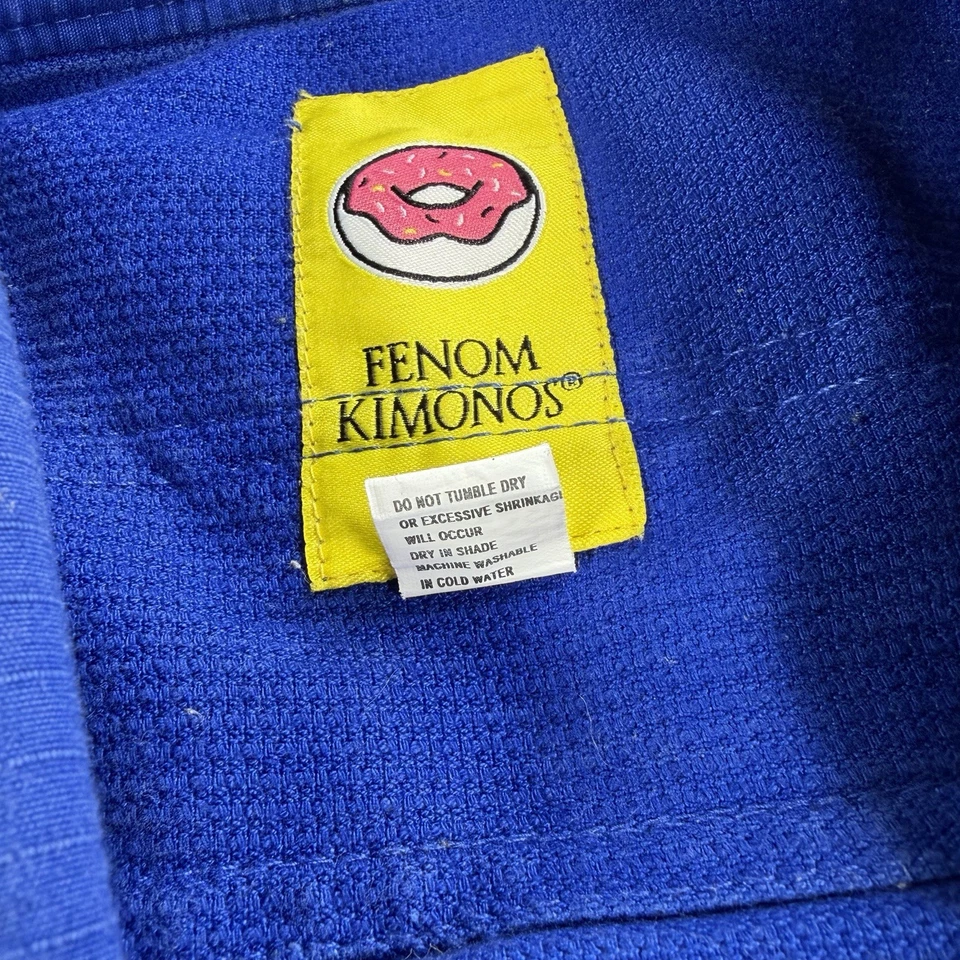 FENOM
KIMONOS®
DO NOT TUMBLE DRY
OR EXCESSIVE SHRINKAGE
WILL OCCUR
DRY IN SHADE
MACHINE WASHABLE
IN COLD WATER